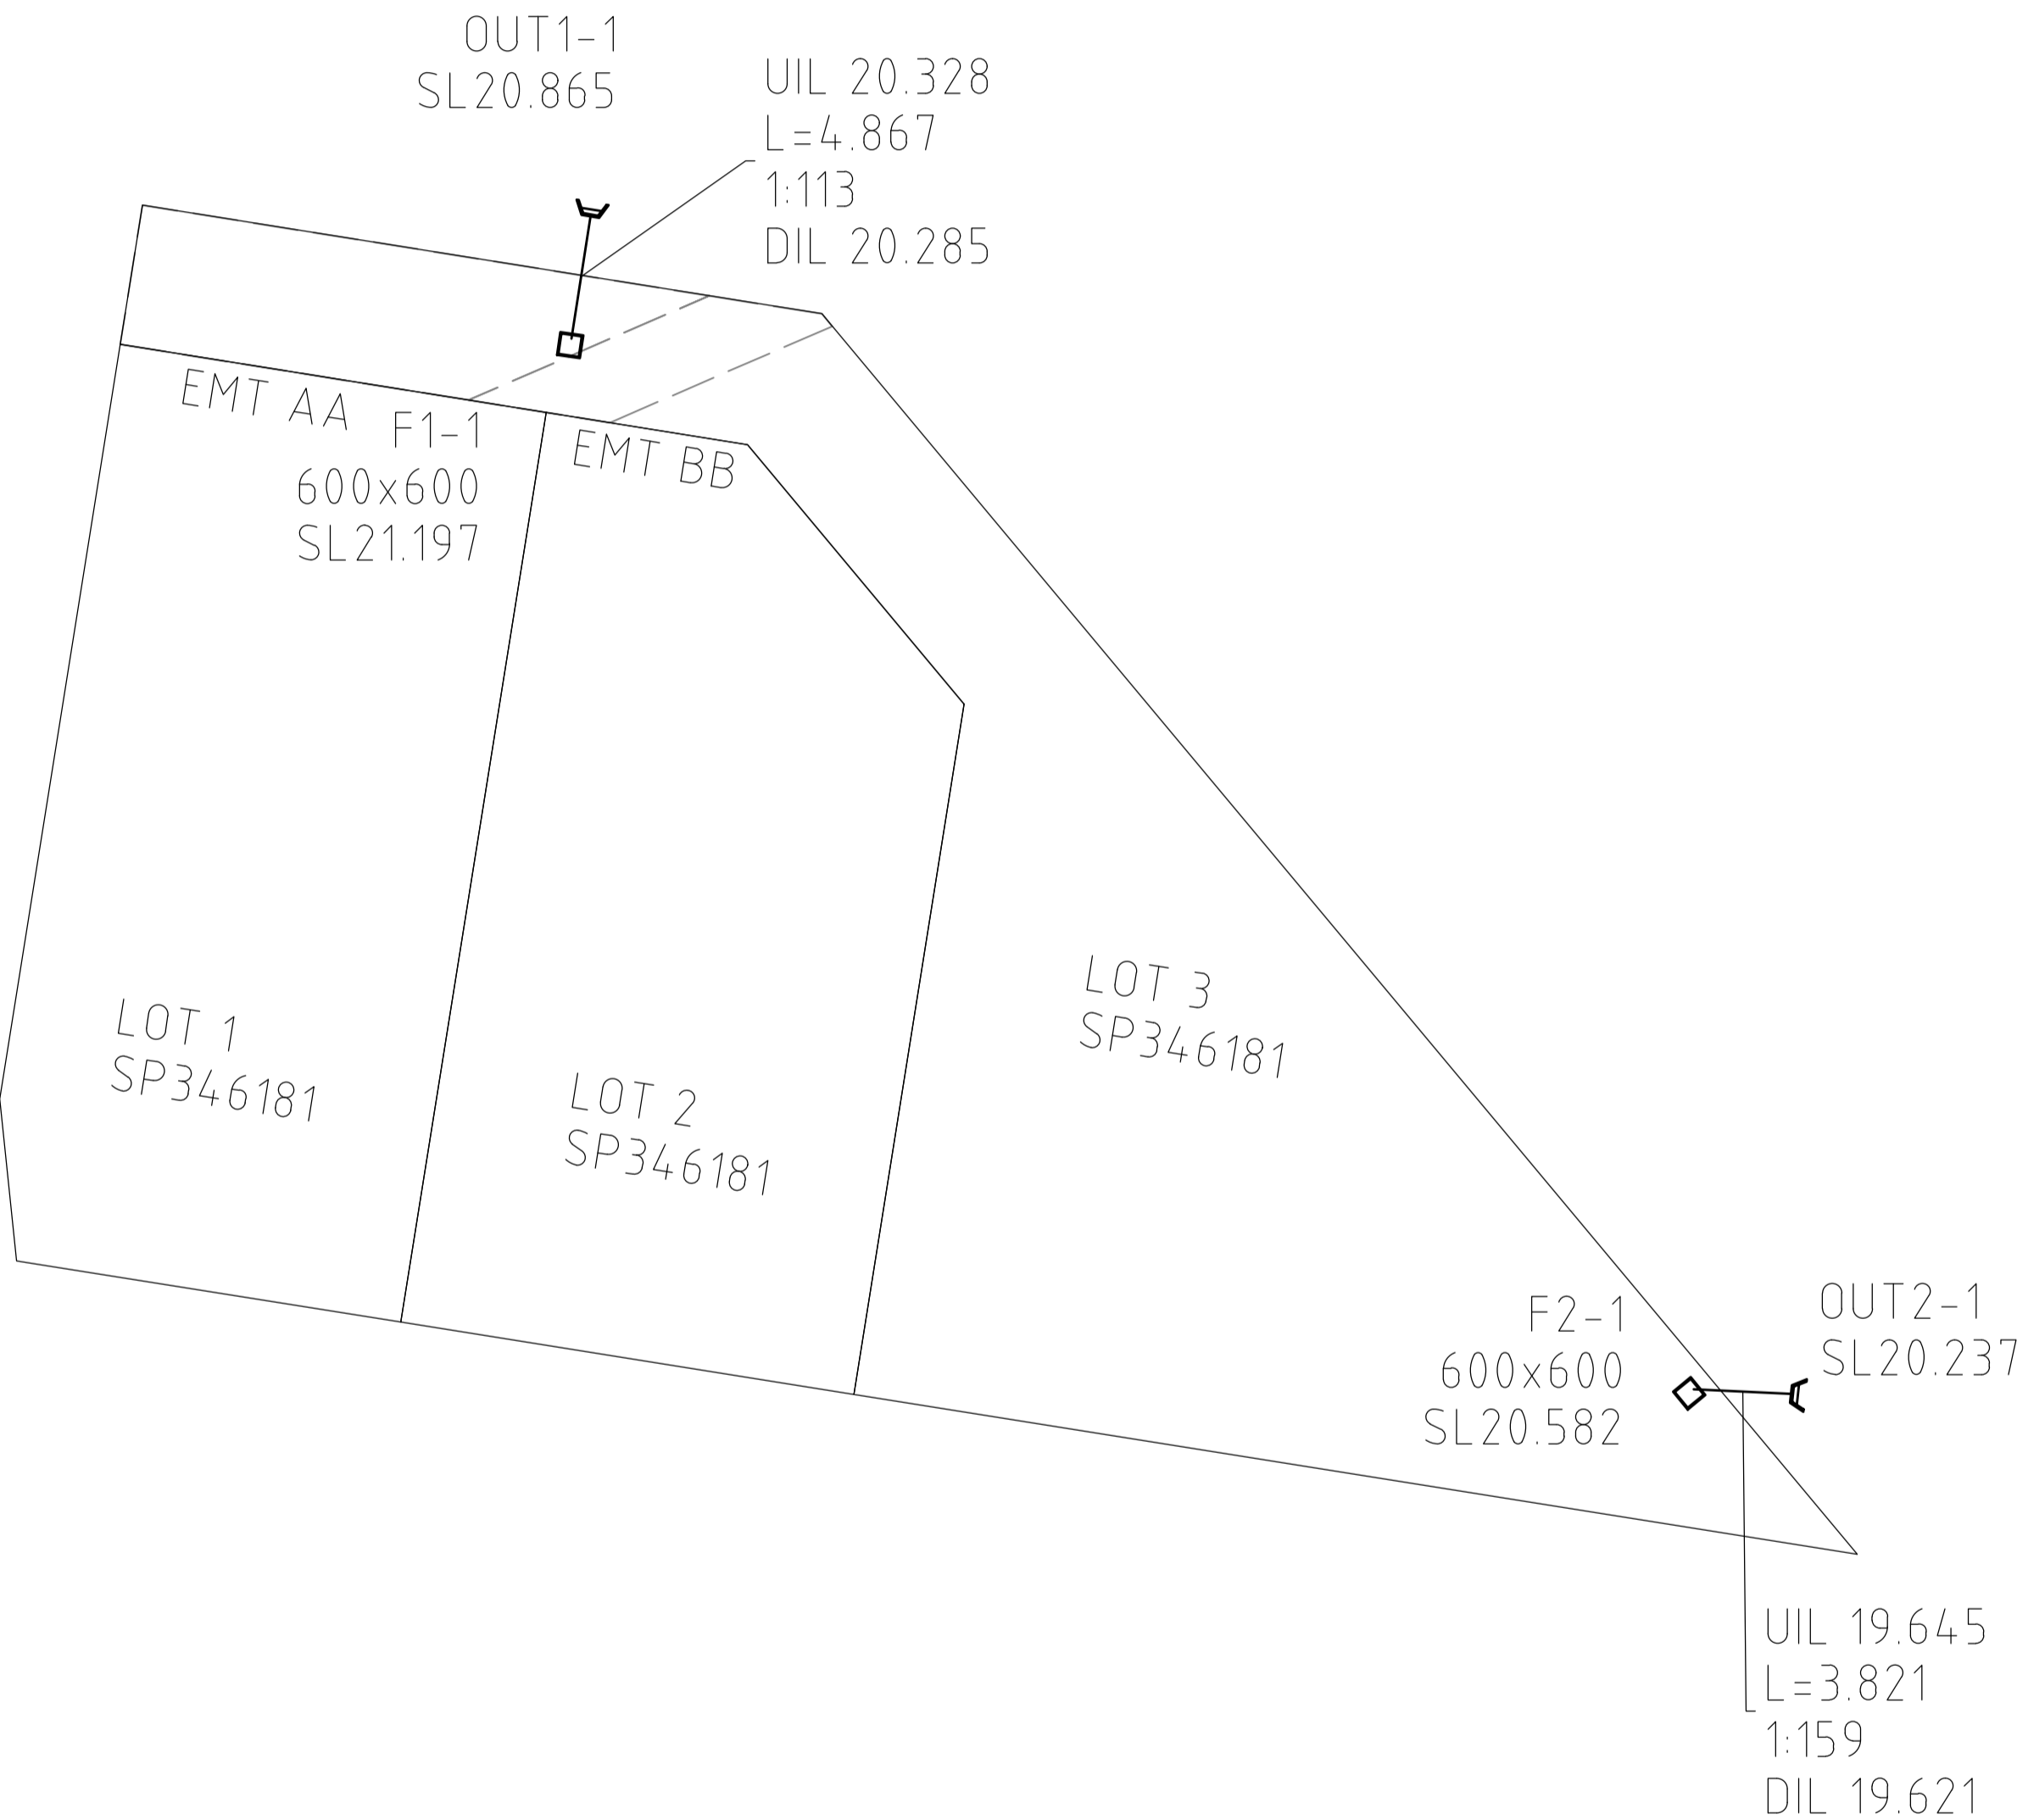 OUT1-1
SL20.865
UIL 20.328
L=4.867
1:113
DIL 20.285
EMT AA
F1-1
600x600
SL21.197
EMT BB
LOT 1
SP346181
LOT 2
SP346181
LOT 3
SP346181
F2-1
600x600
SL20.582
OUT2-1
SL20.237
UIL 19.645
L=3.821
1:159
DIL 19.621